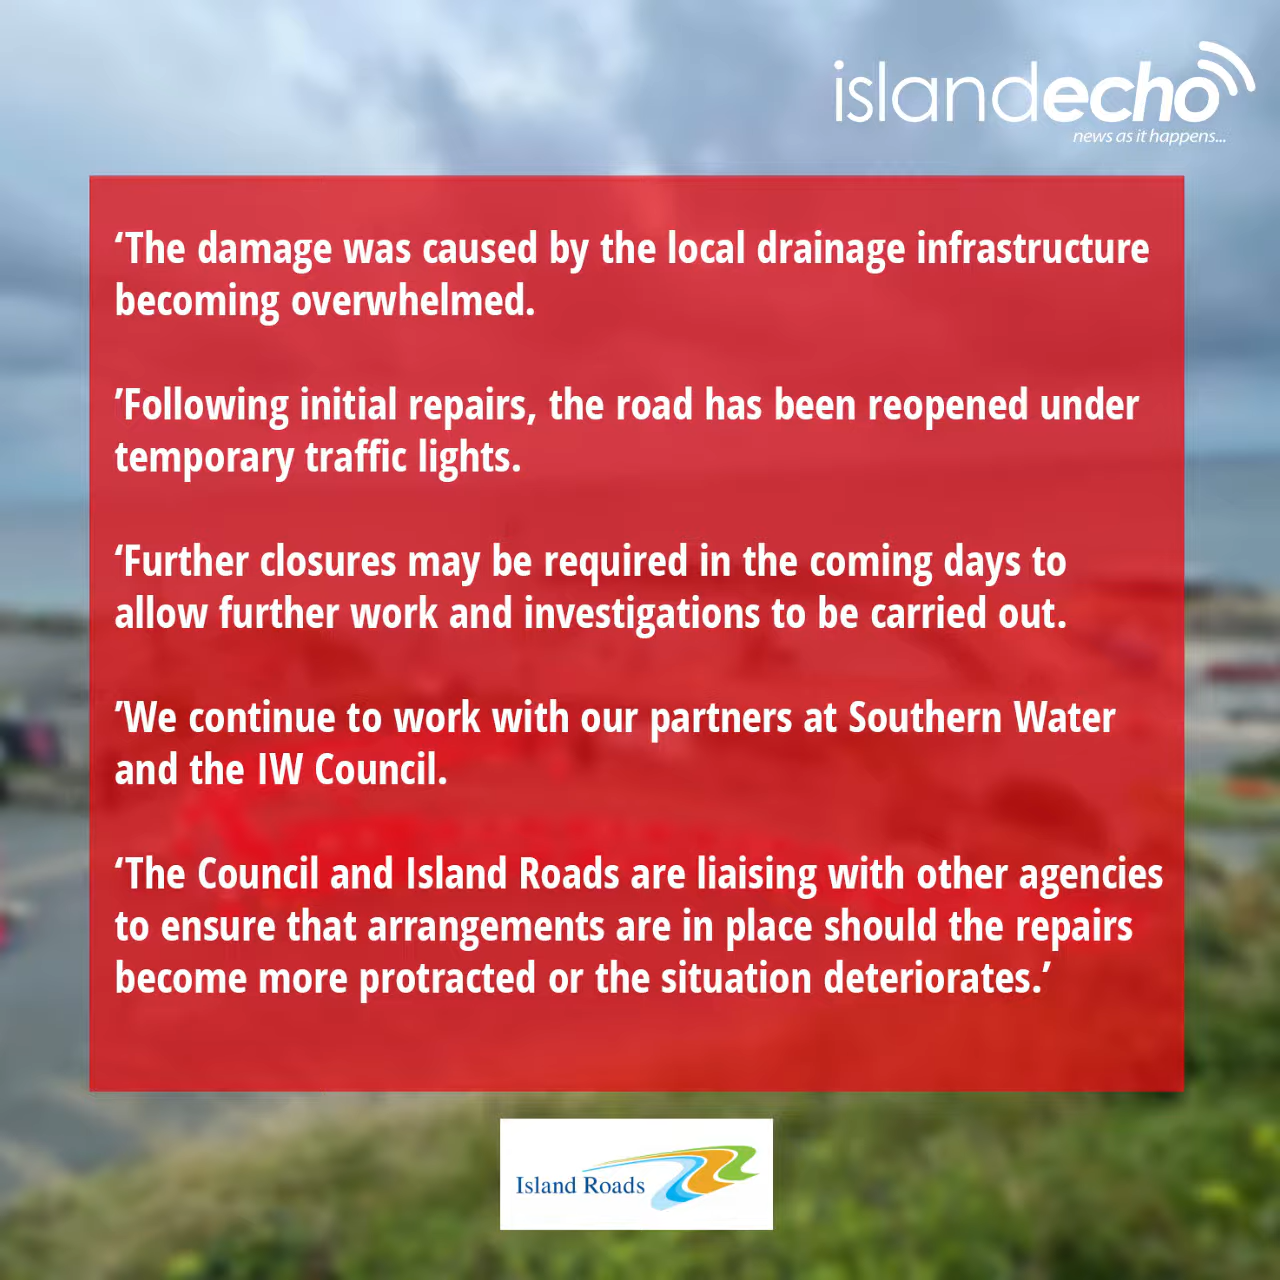 islandecho
news as it happens...
‘The damage was caused by the local drainage infrastructure
becoming overwhelmed.
’Following initial repairs, the road has been reopened under
temporary traffic lights.
‘Further closures may be required in the coming days to
allow further work and investigations to be carried out.
’We continue to work with our partners at Southern Water
and the IW Council.
‘The Council and Island Roads are liaising with other agencies
to ensure that arrangements are in place should the repairs
become more protracted or the situation deteriorates.’
Island Roads